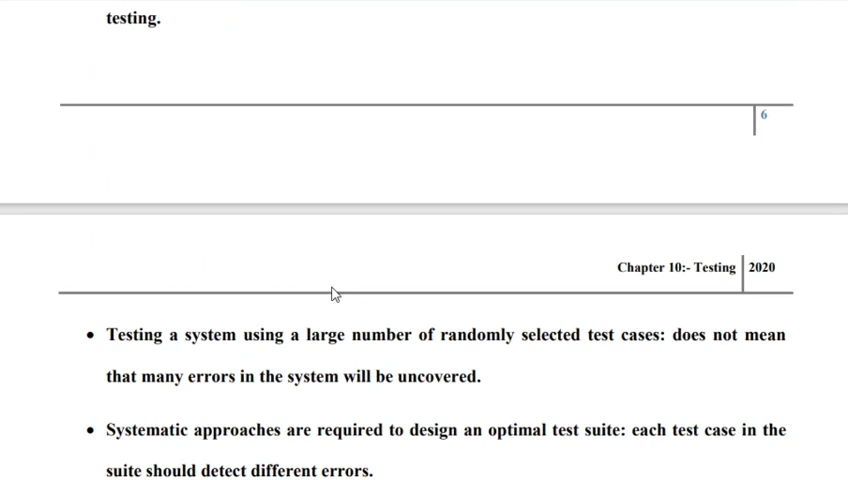 testing.
6
Chapter 10:- Testing 2020
• Testing a system using a large number of randomly selected test cases: does not mean
that many errors in the system will be uncovered.
• Systematic approaches are required to design an optimal test suite: each test case in the
suite should detect different errors.